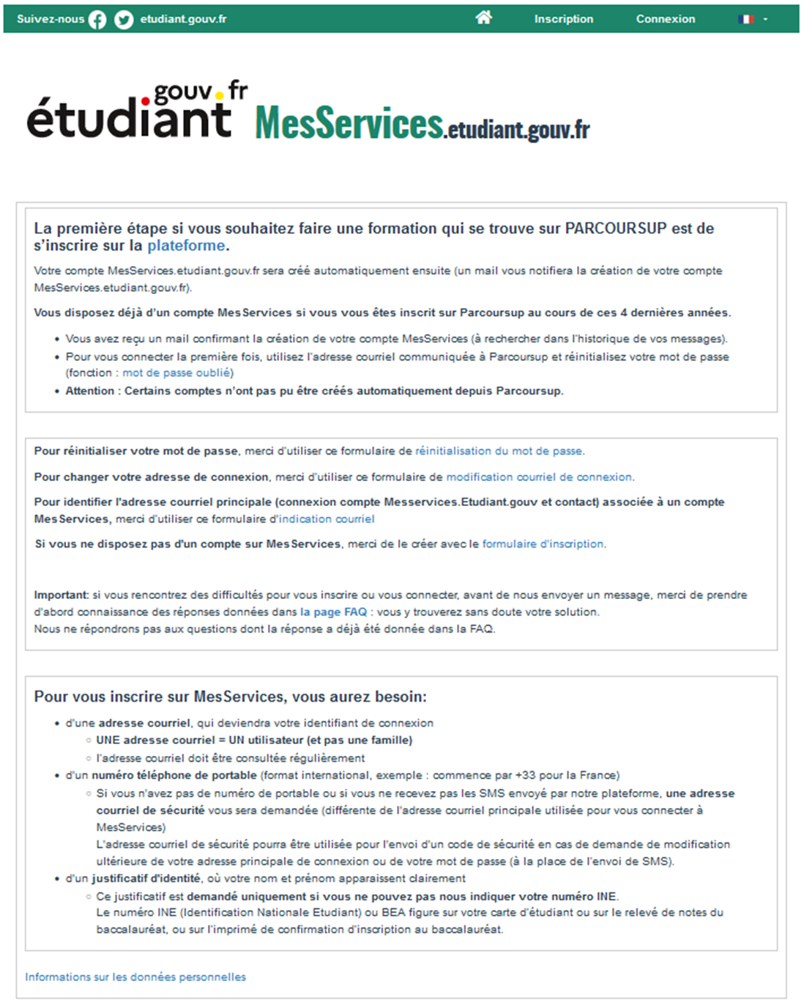 Suivez-nous etudiant.gouv.fr Inscription Connexion
étudiant gouv.fr MesServices.etudiant.gouv.fr
La première étape si vous souhaitez faire une formation qui se trouve sur PARCOURSUP est de
s’inscrire sur la plateforme.
Votre compte MesServices.etudiant.gouv.fr sera créé automatiquement ensuite (un mail vous notifiera la création de votre compte
MesServices.etudiant.gouv.fr).
Vous disposez déjà d’un compte MesServices si vous vous êtes inscrit sur Parcoursup au cours de ces 4 dernières années.
• Vous avez reçu un mail confirmant la création de votre compte MesServices (à rechercher dans l'historique de vos messages).
• Pour vous connecter la première fois, utilisez l’adresse courriel communiquée à Parcoursup et réinitialisez votre mot de passe
(fonction : mot de passe oublié)
• Attention : Certains comptes n’ont pas pu être créés automatiquement depuis Parcoursup.
Pour réinitialiser votre mot de passe, merci d'utiliser ce formulaire de réinitialisation du mot de passe.
Pour changer votre adresse de connexion, merci d'utiliser ce formulaire de modification courriel de connexion.
Pour identifier l'adresse courriel principale (connexion compte Messervices.Etudiant.gouv et contact) associée à un compte
MesServices, merci d'utiliser ce formulaire d'indication courriel
Si vous ne disposez pas d'un compte sur MesServices, merci de le créer avec le formulaire d'inscription.
Important: si vous rencontrez des difficultés pour vous inscrire ou vous connecter, avant de nous envoyer un message, merci de prendre
d'abord connaissance des réponses données dans la page FAQ : vous y trouverez sans doute votre solution.
Nous ne répondrons pas aux questions dont la réponse a déjà été donnée dans la FAQ.
Pour vous inscrire sur MesServices, vous aurez besoin:
• d'une adresse courriel, qui deviendra votre identifiant de connexion
◦ UNE adresse courriel = UN utilisateur (et pas une famille)
◦ l'adresse courriel doit être consultée régulièrement
• d'un numéro téléphone de portable (format international, exemple : commence par +33 pour la France)
◦ Si vous n'avez pas de numéro de portable ou si vous ne recevez pas les SMS envoyé par notre plateforme, une adresse
courriel de sécurité vous sera demandée (différente de l'adresse courriel principale utilisée pour vous connecter à
MesServices)
L'adresse courriel de sécurité pourra être utilisée pour l'envoi d'un code de sécurité en cas de demande de modification
ultérieure de votre adresse principale de connexion ou de votre mot de passe (à la place de l'envoi de SMS).
• d'un justificatif d'identité, où votre nom et prénom apparaissent clairement
◦ Ce justificatif est demandé uniquement si vous ne pouvez pas nous indiquer votre numéro INE.
Le numéro INE (Identification Nationale Etudiant) ou BEA figure sur votre carte d'étudiant ou sur le relevé de notes du
baccalauréat, ou sur l'imprimé de confirmation d'inscription au baccalauréat.
Informations sur les données personnelles